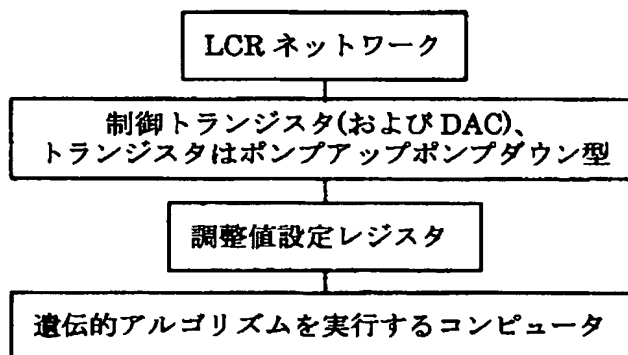 LCR ネットワーク
制御トランジスタ(および DAC)、
トランジスタはポンプアップポンプダウン型
調整値設定レジスタ
遺伝的アルゴリズムを実行するコンピュータ